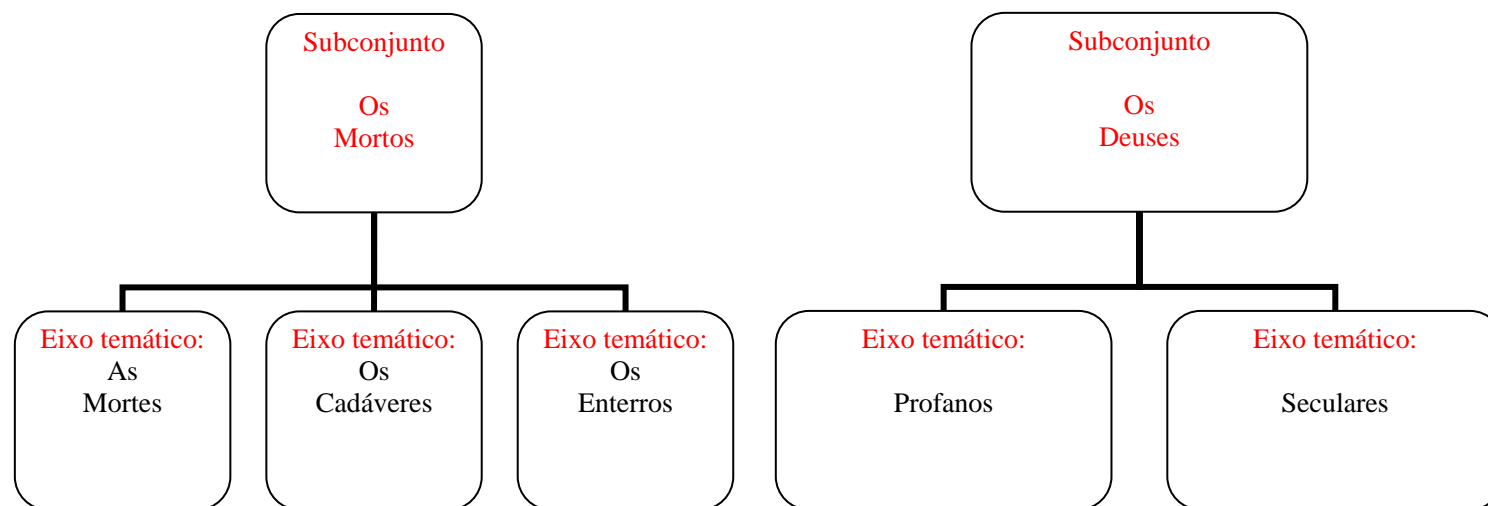 Subconjunto
Os
Mortos
Subconjunto
Os
Deuses
Eixo temático:
As
Mortes
Eixo temático:
Os
Cadáveres
Eixo temático:
Os
Enterros
Eixo temático:
Profanos
Eixo temático:
Seculares